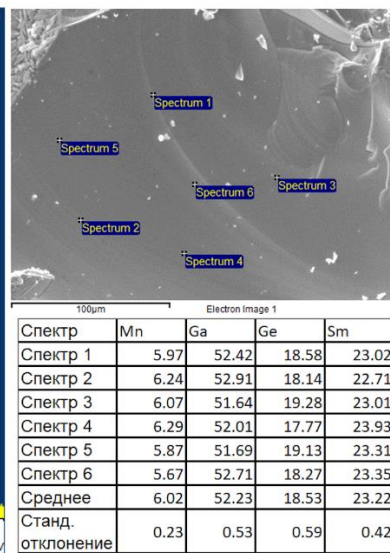 Spectrum 1
Spectrum 5
Spectrum 6
Spectrum 3
Spectrum 2
Spectrum 4
100µm Electron Image 1
Спектр Mn Ga Ge Sm
Спектр 1 5.97 52.42 18.58 23.02
Спектр 2 6.24 52.91 18.14 22.71
Спектр 3 6.07 51.64 19.28 23.01
Спектр 4 6.29 52.01 17.77 23.93
Спектр 5 5.87 51.69 19.13 23.31
Спектр 6 5.67 52.71 18.27 23.35
Среднее 6.02 52.23 18.53 23.22
Станд.
отклонение 0.23 0.53 0.59 0.42